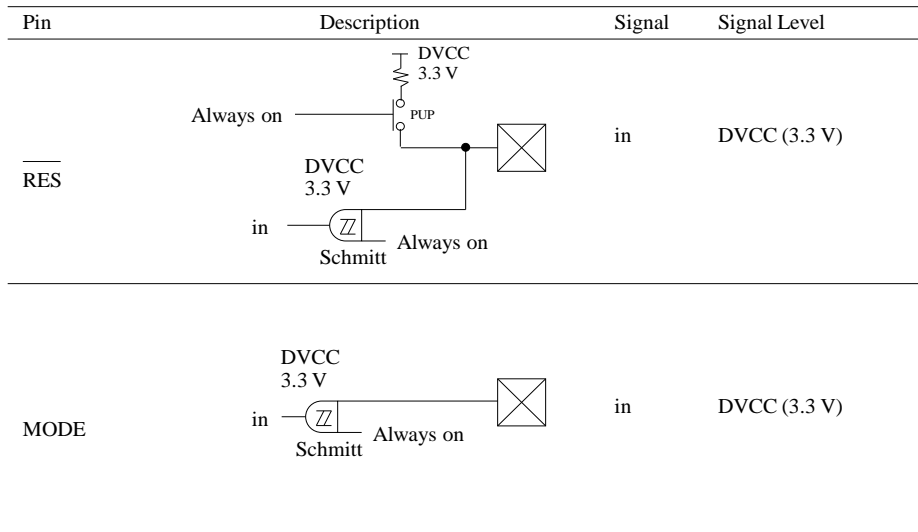 Pin Description Signal Signal Level
DVCC
3.3 V
Always on
PUP
in DVCC (3.3 V)
RES
DVCC
3.3 V
in
Always on
Schmitt
DVCC
3.3 V
in
Always on
Schmitt
in DVCC (3.3 V)
MODE